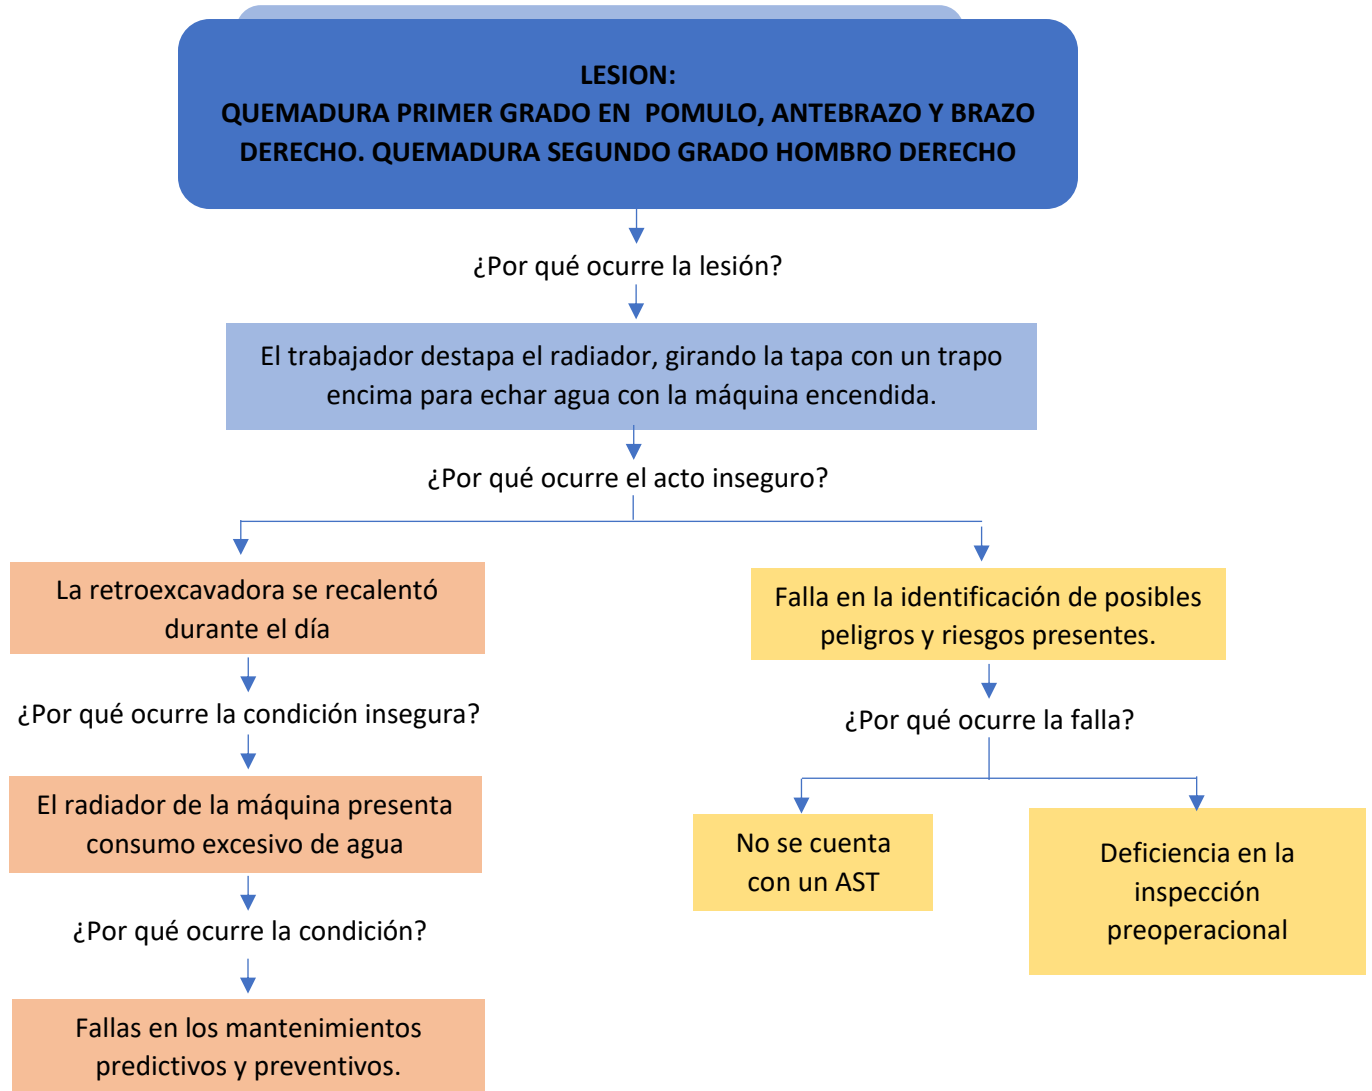 LESION:
QUEMADURA PRIMER GRADO EN POMULO, ANTEBRAZO Y BRAZO
DERECHO. QUEMADURA SEGUNDO GRADO HOMBRO DERECHO
¿Por qué ocurre la lesión?
El trabajador destapa el radiador, girando la tapa con un trapo
encima para echar agua con la máquina encendida.
¿Por qué ocurre el acto inseguro?
La retroexcavadora se recalentó
durante el día
¿Por qué ocurre la condición insegura?
El radiador de la máquina presenta
consumo excesivo de agua
¿Por qué ocurre la condición?
Fallas en los mantenimientos
predictivos y preventivos.
Falla en la identificación de posibles
peligros y riesgos presentes.
¿Por qué ocurre la falla?
No se cuenta
con un AST
Deficiencia en la
inspección
preoperacional